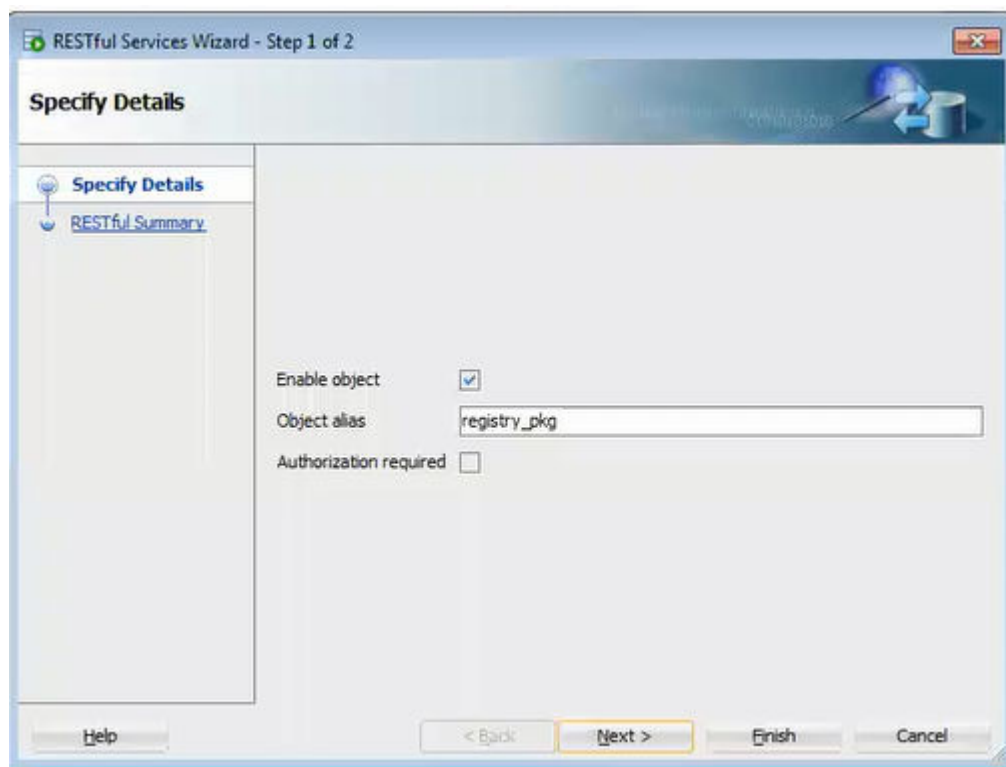 RESTful Services Wizard - Step 1 of 2
Specify Details
Specify Details
RESTful Summary
Enable object
Object alias registry_pkg
Authorization required
Help < Back Next > Finish Cancel